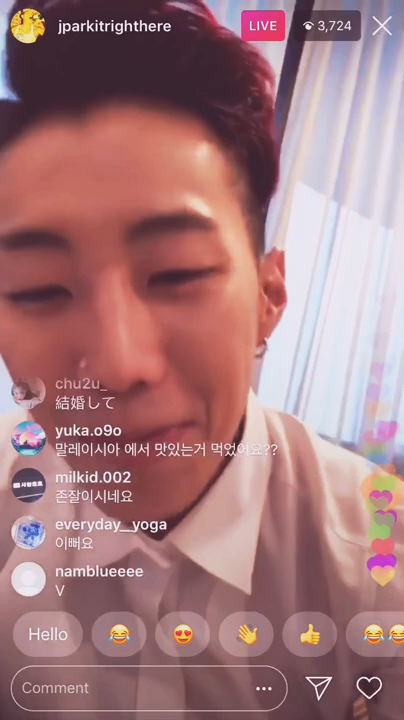 jparkitrighthere
LIVE
3,724
chu2u_
結婚して
yuka.o9o
말레이시아 에서 맛있는거 먹었어요??
milkid.002
존잘이시네요
everyday__yoga
이뻐요
namblueeee
V
Hello
Comment